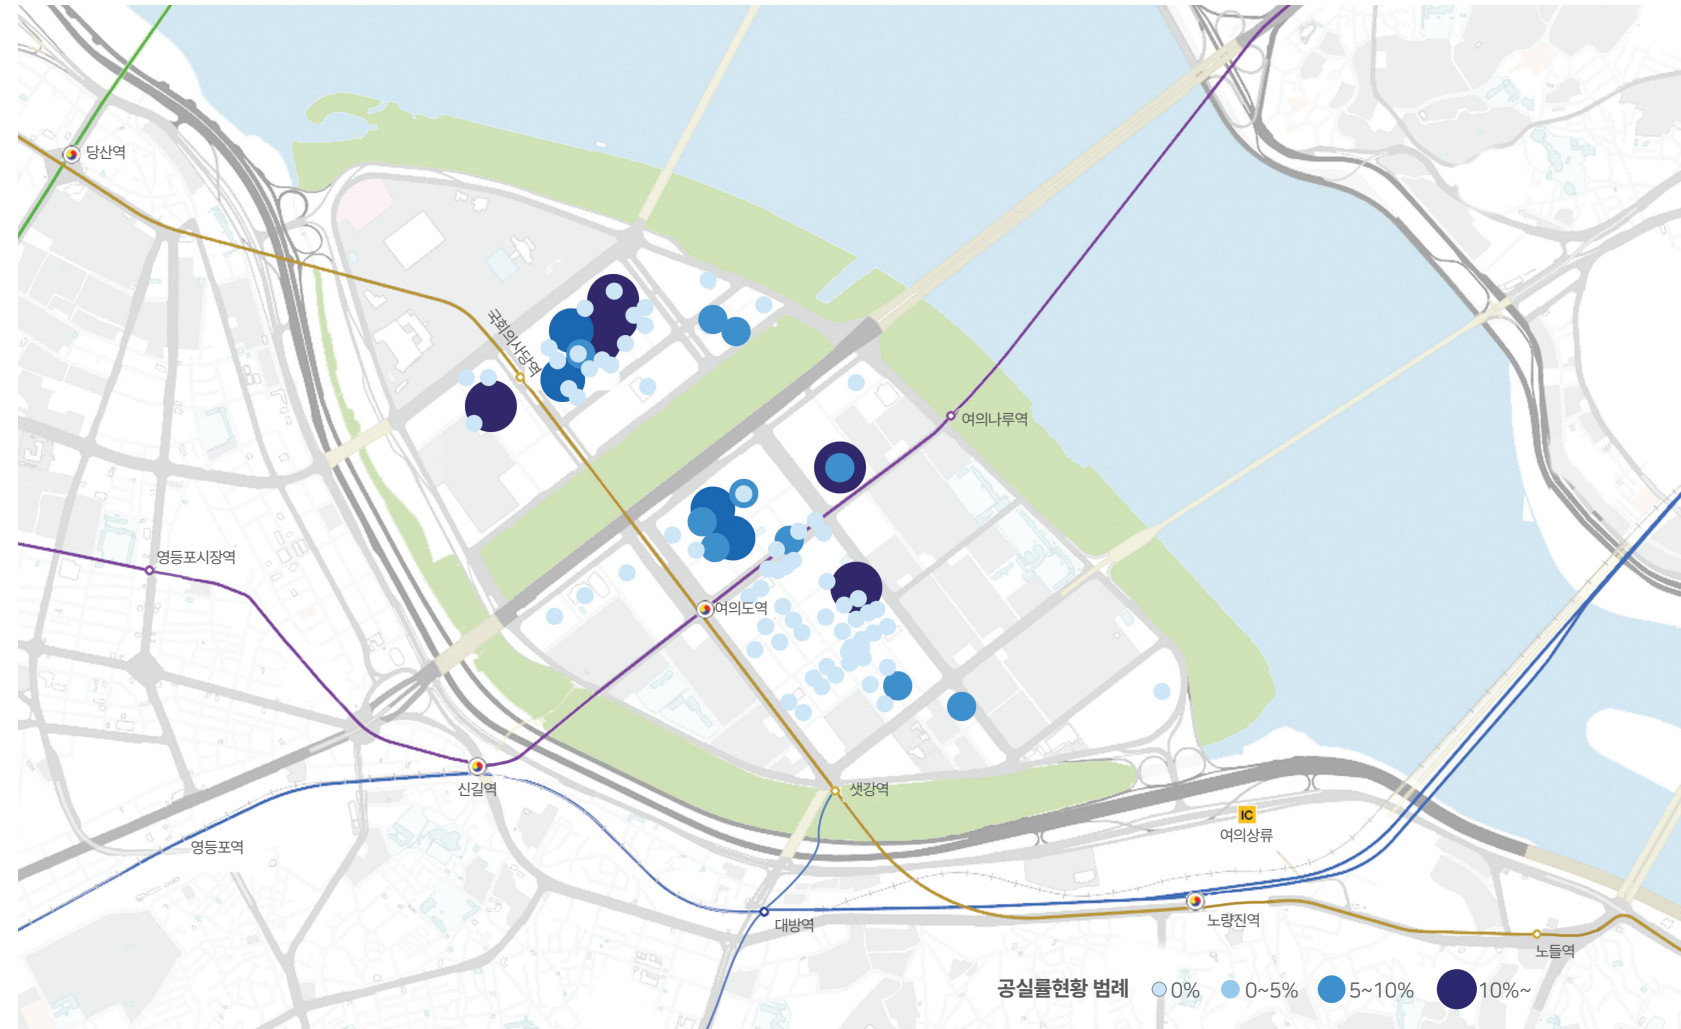 당산역
국회의사당역
여의나루역
영등포시장역
여의도역
신길역
샛강역
IC
여의상류
영등포역
대방역
노량진역
노들역
공실률현황 범례 0% 0~5% 5~10% 10%~